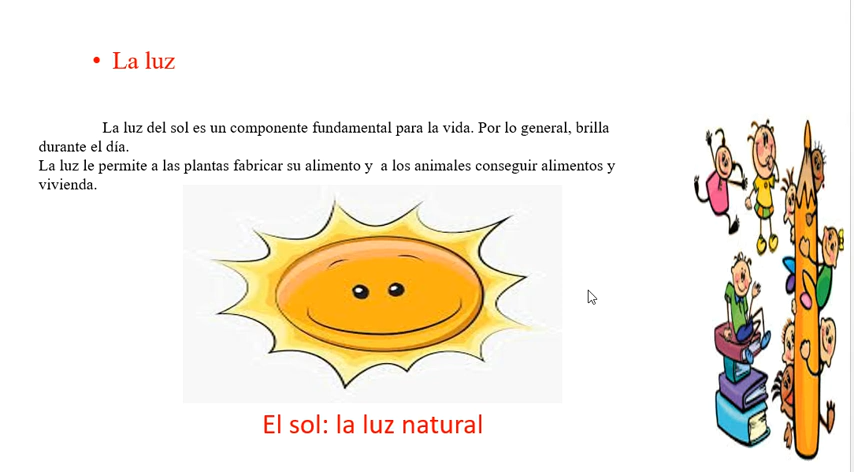 • La luz
La luz del sol es un componente fundamental para la vida. Por lo general, brilla
durante el día.
La luz le permite a las plantas fabricar su alimento y  a los animales conseguir alimentos y
vivienda.
El sol: la luz natural